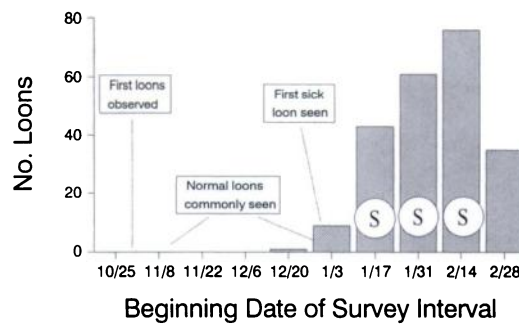 No. Loons
80
60
40
20
0
First loons
observed
Normal loons
commonly seen
First sick
loon seen
S S S
10/25 11/8 11/22 12/6 12/20 1/3 1/17 1/31 2/14 2/28
Beginning Date of Survey Interval